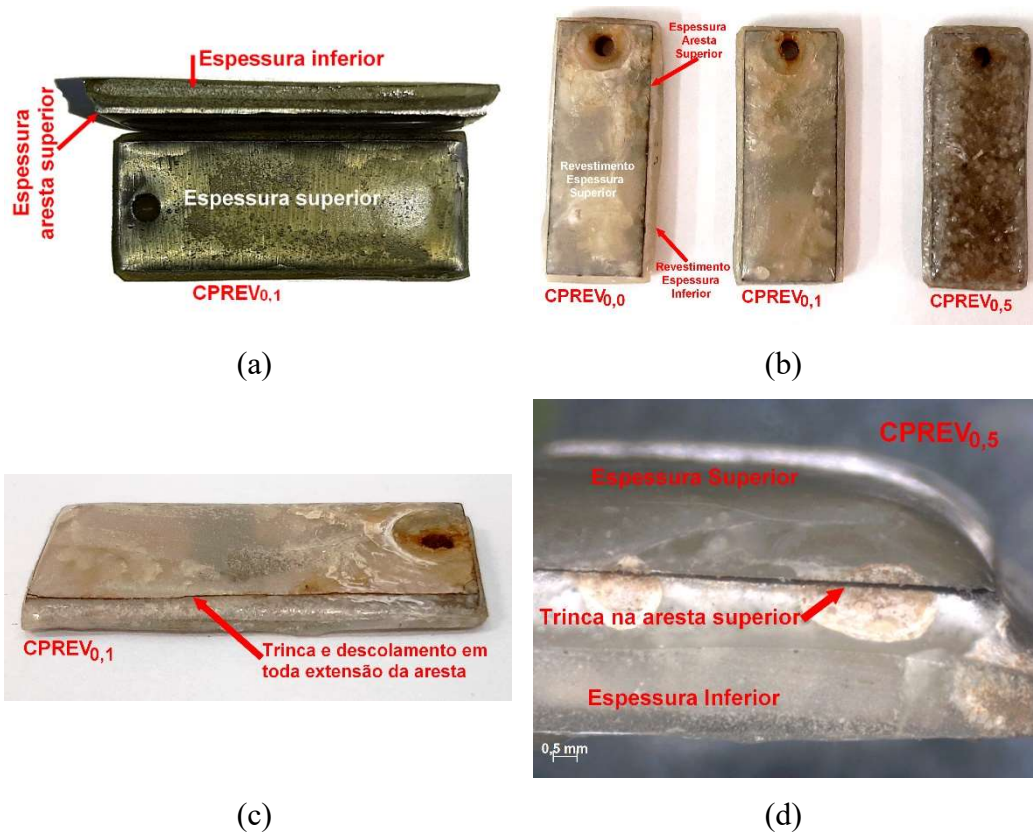 Espessura inferior
Espessura
aresta superior
Espessura superior
CPREV0,1
(a)
Espessura
Aresta
Superior
Revestimento
Espessura
Superior
Revestimento
Espessura
Inferior
CPREV0,0
CPREV0,1
CPREV0,5
(b)
CPREV0,1
Trinca e descolamento em
toda extensão da aresta
(c)
CPREV0,5
Espessura Superior
Trinca na aresta superior
Espessura Inferior
0,5 mm
(d)